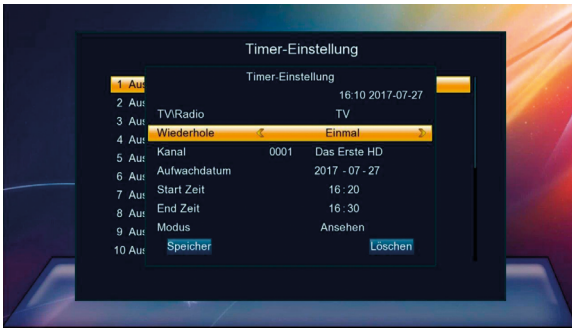 Timer-Einstellung
Timer-Einstellung
16:10 2017-07-27
TV\Radio TV
Wiederhole Einmal
Kanal 0001 Das Erste HD
Aufwachdatum 2017 - 07 - 27
Start Zeit 16 : 20
End Zeit 16 : 30
Modus Ansehen
Speicher Löschen
1 Aus
2 Aus
3 Aus
4 Aus
5 Aus
6 Aus
7 Aus
8 Aus
9 Aus
10 Aus